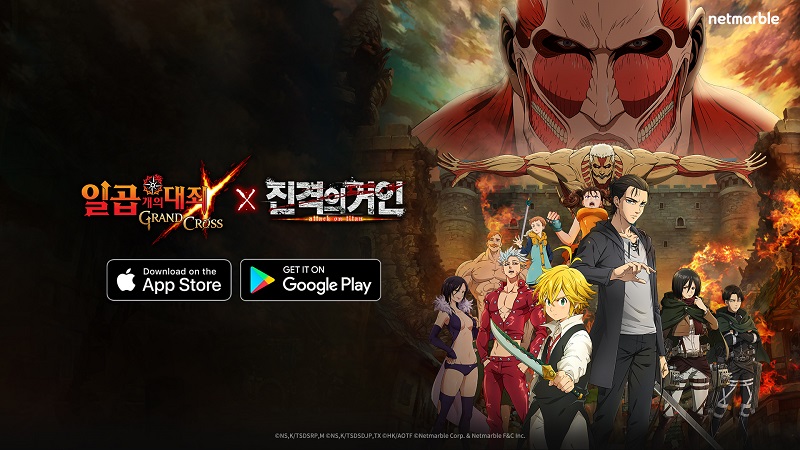 netmarble
일곱 개의 대죄
GRAND CROSS
×
진격의 거인
attack on titan
Download on the
App Store
GET IT ON
Google Play
©NS,K/TSDSRP,M ©NS,K/TSDSDJP,TX ©HK/AOTF ©Netmarble Corp. & Netmarble F&C Inc.